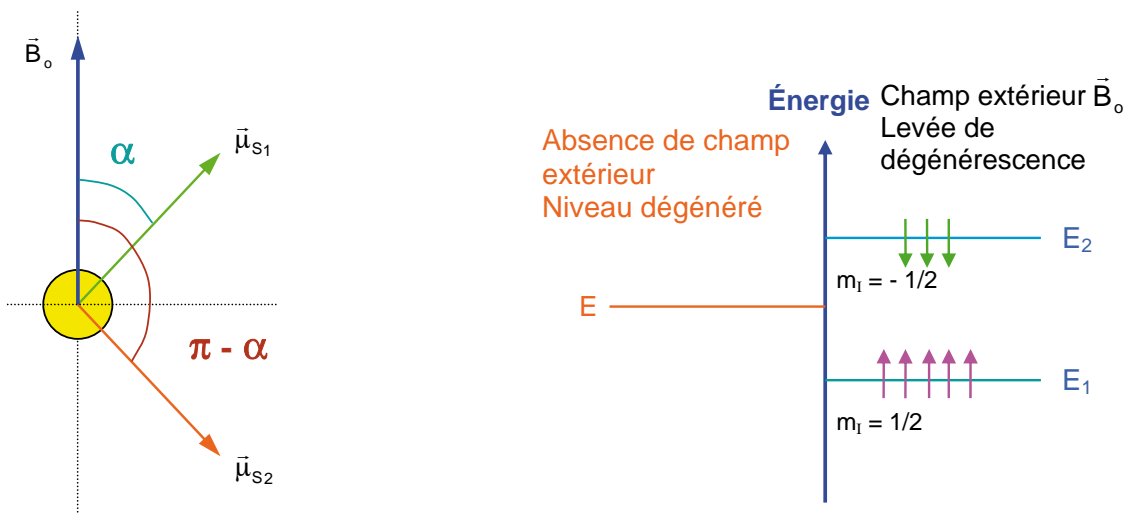 B⃗ₒ
α
μ⃗ S₁
π - α
μ⃗ S₂
Absence de champ
extérieur
Niveau dégénéré
E
Énergie
Champ extérieur B⃗ₒ
Levée de
dégénérescence
E₂
mI = - 1/2
E₁
mI = 1/2